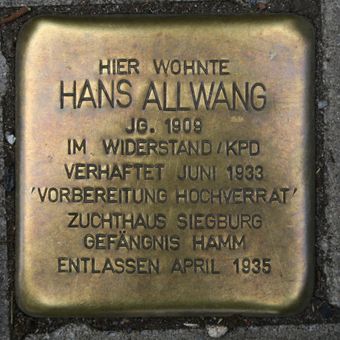 HIER WOHNTE
HANS ALLWANG
JG. 1909
IM WIDERSTAND/KPD
VERHAFTET JUNI 1933
'VORBEREITUNG HOCHVERRAT'
ZUCHTHAUS SIEGBURG
GEFÄNGNIS HAMM
ENTLASSEN APRIL 1935